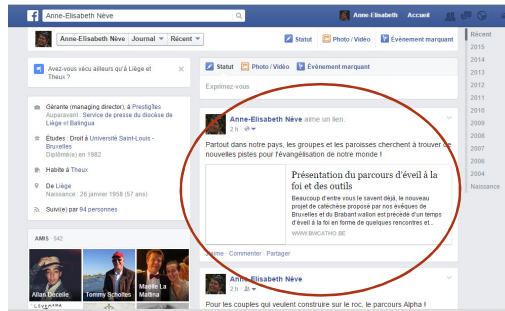 Anne-Elisabeth Nève
Anne-Elisabeth Accueil
Anne-Elisabeth Nève Journal Récent
Statut Photo / Vidéo Évènement marquant
Récent
2015
2014
2013
2012
2011
2010
2009
2008
2007
2006
2004
Naissance
Avez-vous vécu ailleurs qu'à Liège et
Theux ?
Gérante (managing director), à Prestigîtes
Auparavant : Service de presse du diocèse de
Liège et Balingua
Études : Droit à Université Saint-Louis -
Bruxelles
Diplômé(e) en 1982
Habite à Theux
De Liège
Naissance : 26 janvier 1958 (57 ans)
Suivi(e) par 94 personnes
AMIS · 542
Allan Décelle
Tommy Scholtes
Maëlle La
Mattina
Statut Photo / Vidéo Évènement marquant
Exprimez-vous
Anne-Elisabeth Nève aime un lien.
2 h
Partout dans notre pays, les groupes et les paroisses cherchent à trouver de
nouvelles pistes pour l'évangélisation de notre monde !
Présentation du parcours d'éveil à la
foi et des outils
Beaucoup d'entre vous le savent déjà, le nouveau
projet de catéchèse proposé par nos évêques de
Bruxelles et du Brabant wallon est précédé d'un temps
d'éveil à la foi en forme de quelques rencontres et...
WWW.BWCATHO.BE
J'aime · Commenter · Partager
Anne-Elisabeth Nève
2 h
Pour les couples qui veulent construire sur le roc, le parcours Alpha !